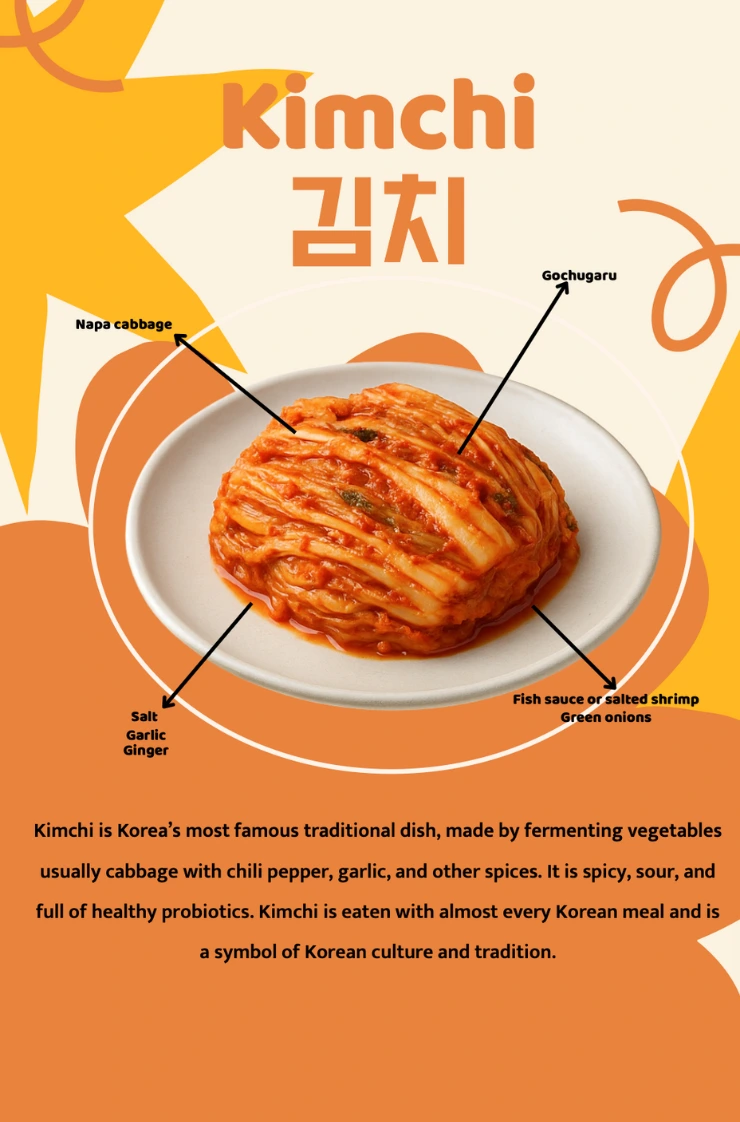 Kimchi
김치
Gochugaru
Napa cabbage
Fish sauce or salted shrimp
Green onions
Salt
Garlic
Ginger
Kimchi is Korea’s most famous traditional dish, made by fermenting vegetables
usually cabbage with chili pepper, garlic, and other spices. It is spicy, sour, and
full of healthy probiotics. Kimchi is eaten with almost every Korean meal and is
a symbol of Korean culture and tradition.